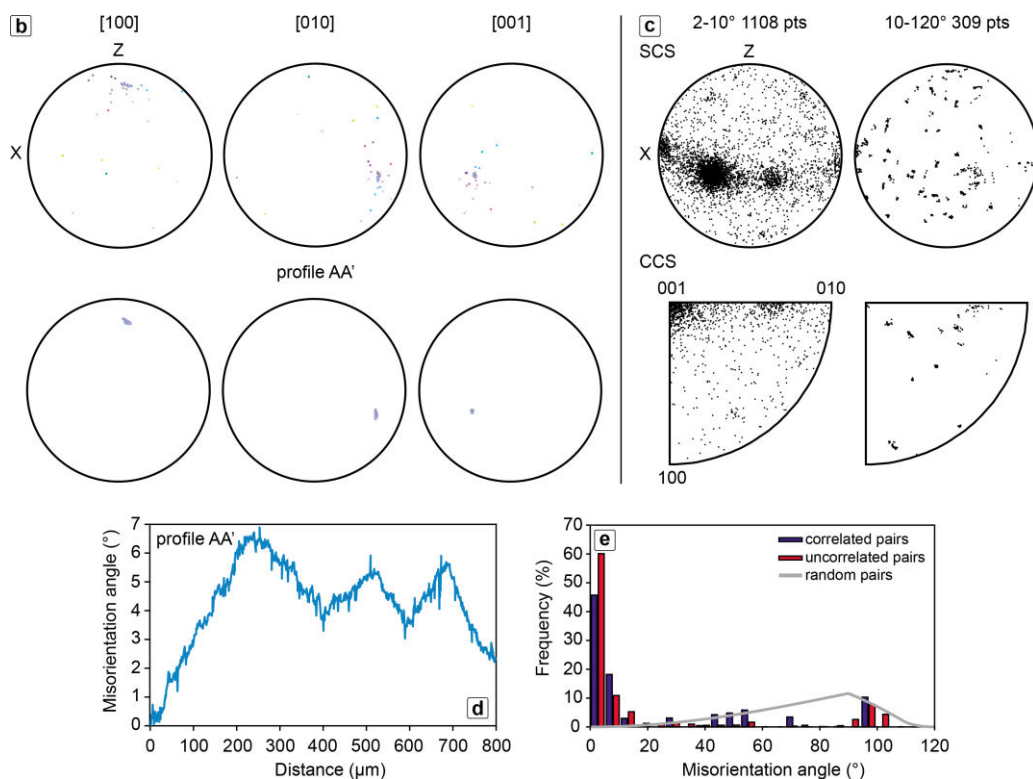 b
[100]
[010]
[001]
Z
X
profile AA'
c
2-10° 1108 pts
10-120° 309 pts
SCS
Z
X
CCS
001
010
100
Misorientation angle (°)
7
6
5
4
3
2
1
0
profile AA'
d
0 100 200 300 400 500 600 700 800
Distance (µm)
Frequency (%)
70
60
50
40
30
20
10
0
e
correlated pairs
uncorrelated pairs
random pairs
0 20 40 60 80 100 120
Misorientation angle (°)